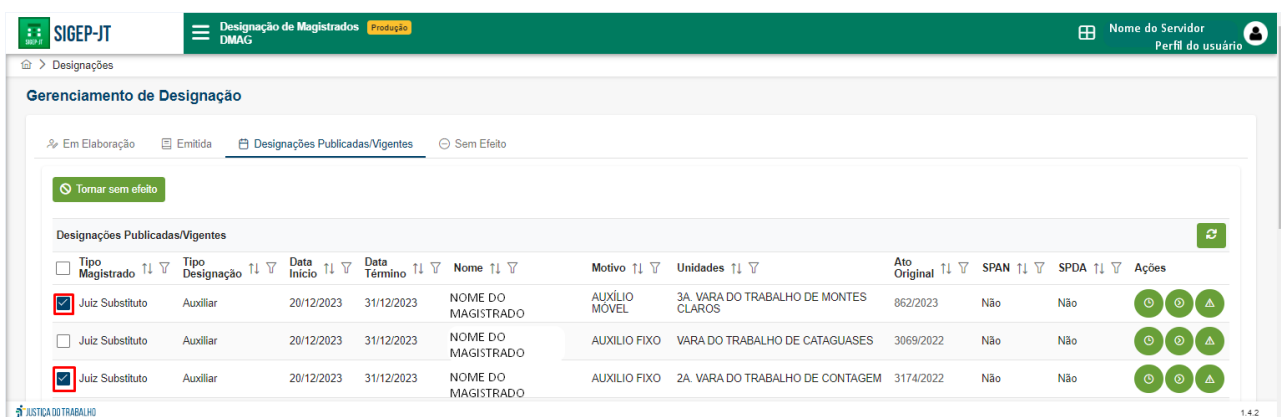 SIGEP-JT
SIGEP-JT
Designação de Magistrados Produção
DMAG
Nome do Servidor
Perfil do usuário
> Designações
Gerenciamento de Designação
Em Elaboração Emitida Designações Publicadas/Vigentes Sem Efeito
Tornar sem efeito
Designações Publicadas/Vigentes
Tipo Magistrado Tipo Designação Data Início Data Término Nome Motivo Unidades Ato Original SPAN SPDA Ações
Juiz Substituto Auxiliar 20/12/2023 31/12/2023 NOME DO MAGISTRADO AUXÍLIO MÓVEL 3A. VARA DO TRABALHO DE MONTES CLAROS 862/2023 Não Não
Juiz Substituto Auxiliar 20/12/2023 31/12/2023 NOME DO MAGISTRADO AUXILIO FIXO VARA DO TRABALHO DE CATAGUASES 3069/2022 Não Não
Juiz Substituto Auxiliar 20/12/2023 31/12/2023 NOME DO MAGISTRADO AUXILIO FIXO 2A. VARA DO TRABALHO DE CONTAGEM 3174/2022 Não Não
JUSTIÇA DO TRABALHO 1.4.2